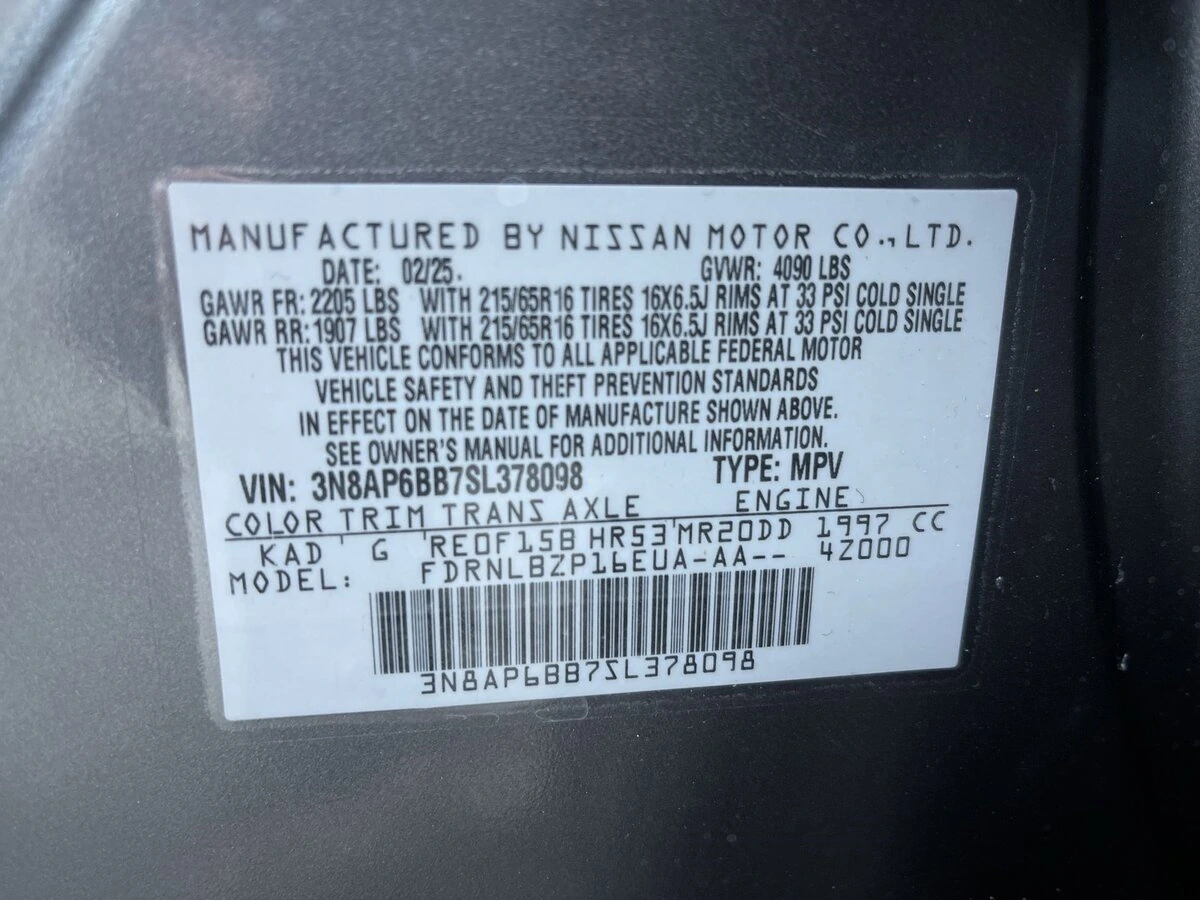 MANUFACTURED BY NISSAN MOTOR CO., LTD.
DATE: 02/25. GVWR: 4090 LBS
GAWR FR: 2205 LBS WITH 215/65R16 TIRES 16X6.5J RIMS AT 33 PSI COLD SINGLE
GAWR RR: 1907 LBS WITH 215/65R16 TIRES 16X6.5J RIMS AT 33 PSI COLD SINGLE
THIS VEHICLE CONFORMS TO ALL APPLICABLE FEDERAL MOTOR
VEHICLE SAFETY AND THEFT PREVENTION STANDARDS
IN EFFECT ON THE DATE OF MANUFACTURE SHOWN ABOVE.
SEE OWNER'S MANUAL FOR ADDITIONAL INFORMATION.
VIN: 3N8AP6BB7SL378098 TYPE: MPV
COLOR TRIM TRANS AXLE ENGINE
KAD G RE0F15B HR53 MR20DD 1997 CC
MODEL: FDRNLBZP16EUA-AA-- 4Z000
3N8AP6BB7SL378098